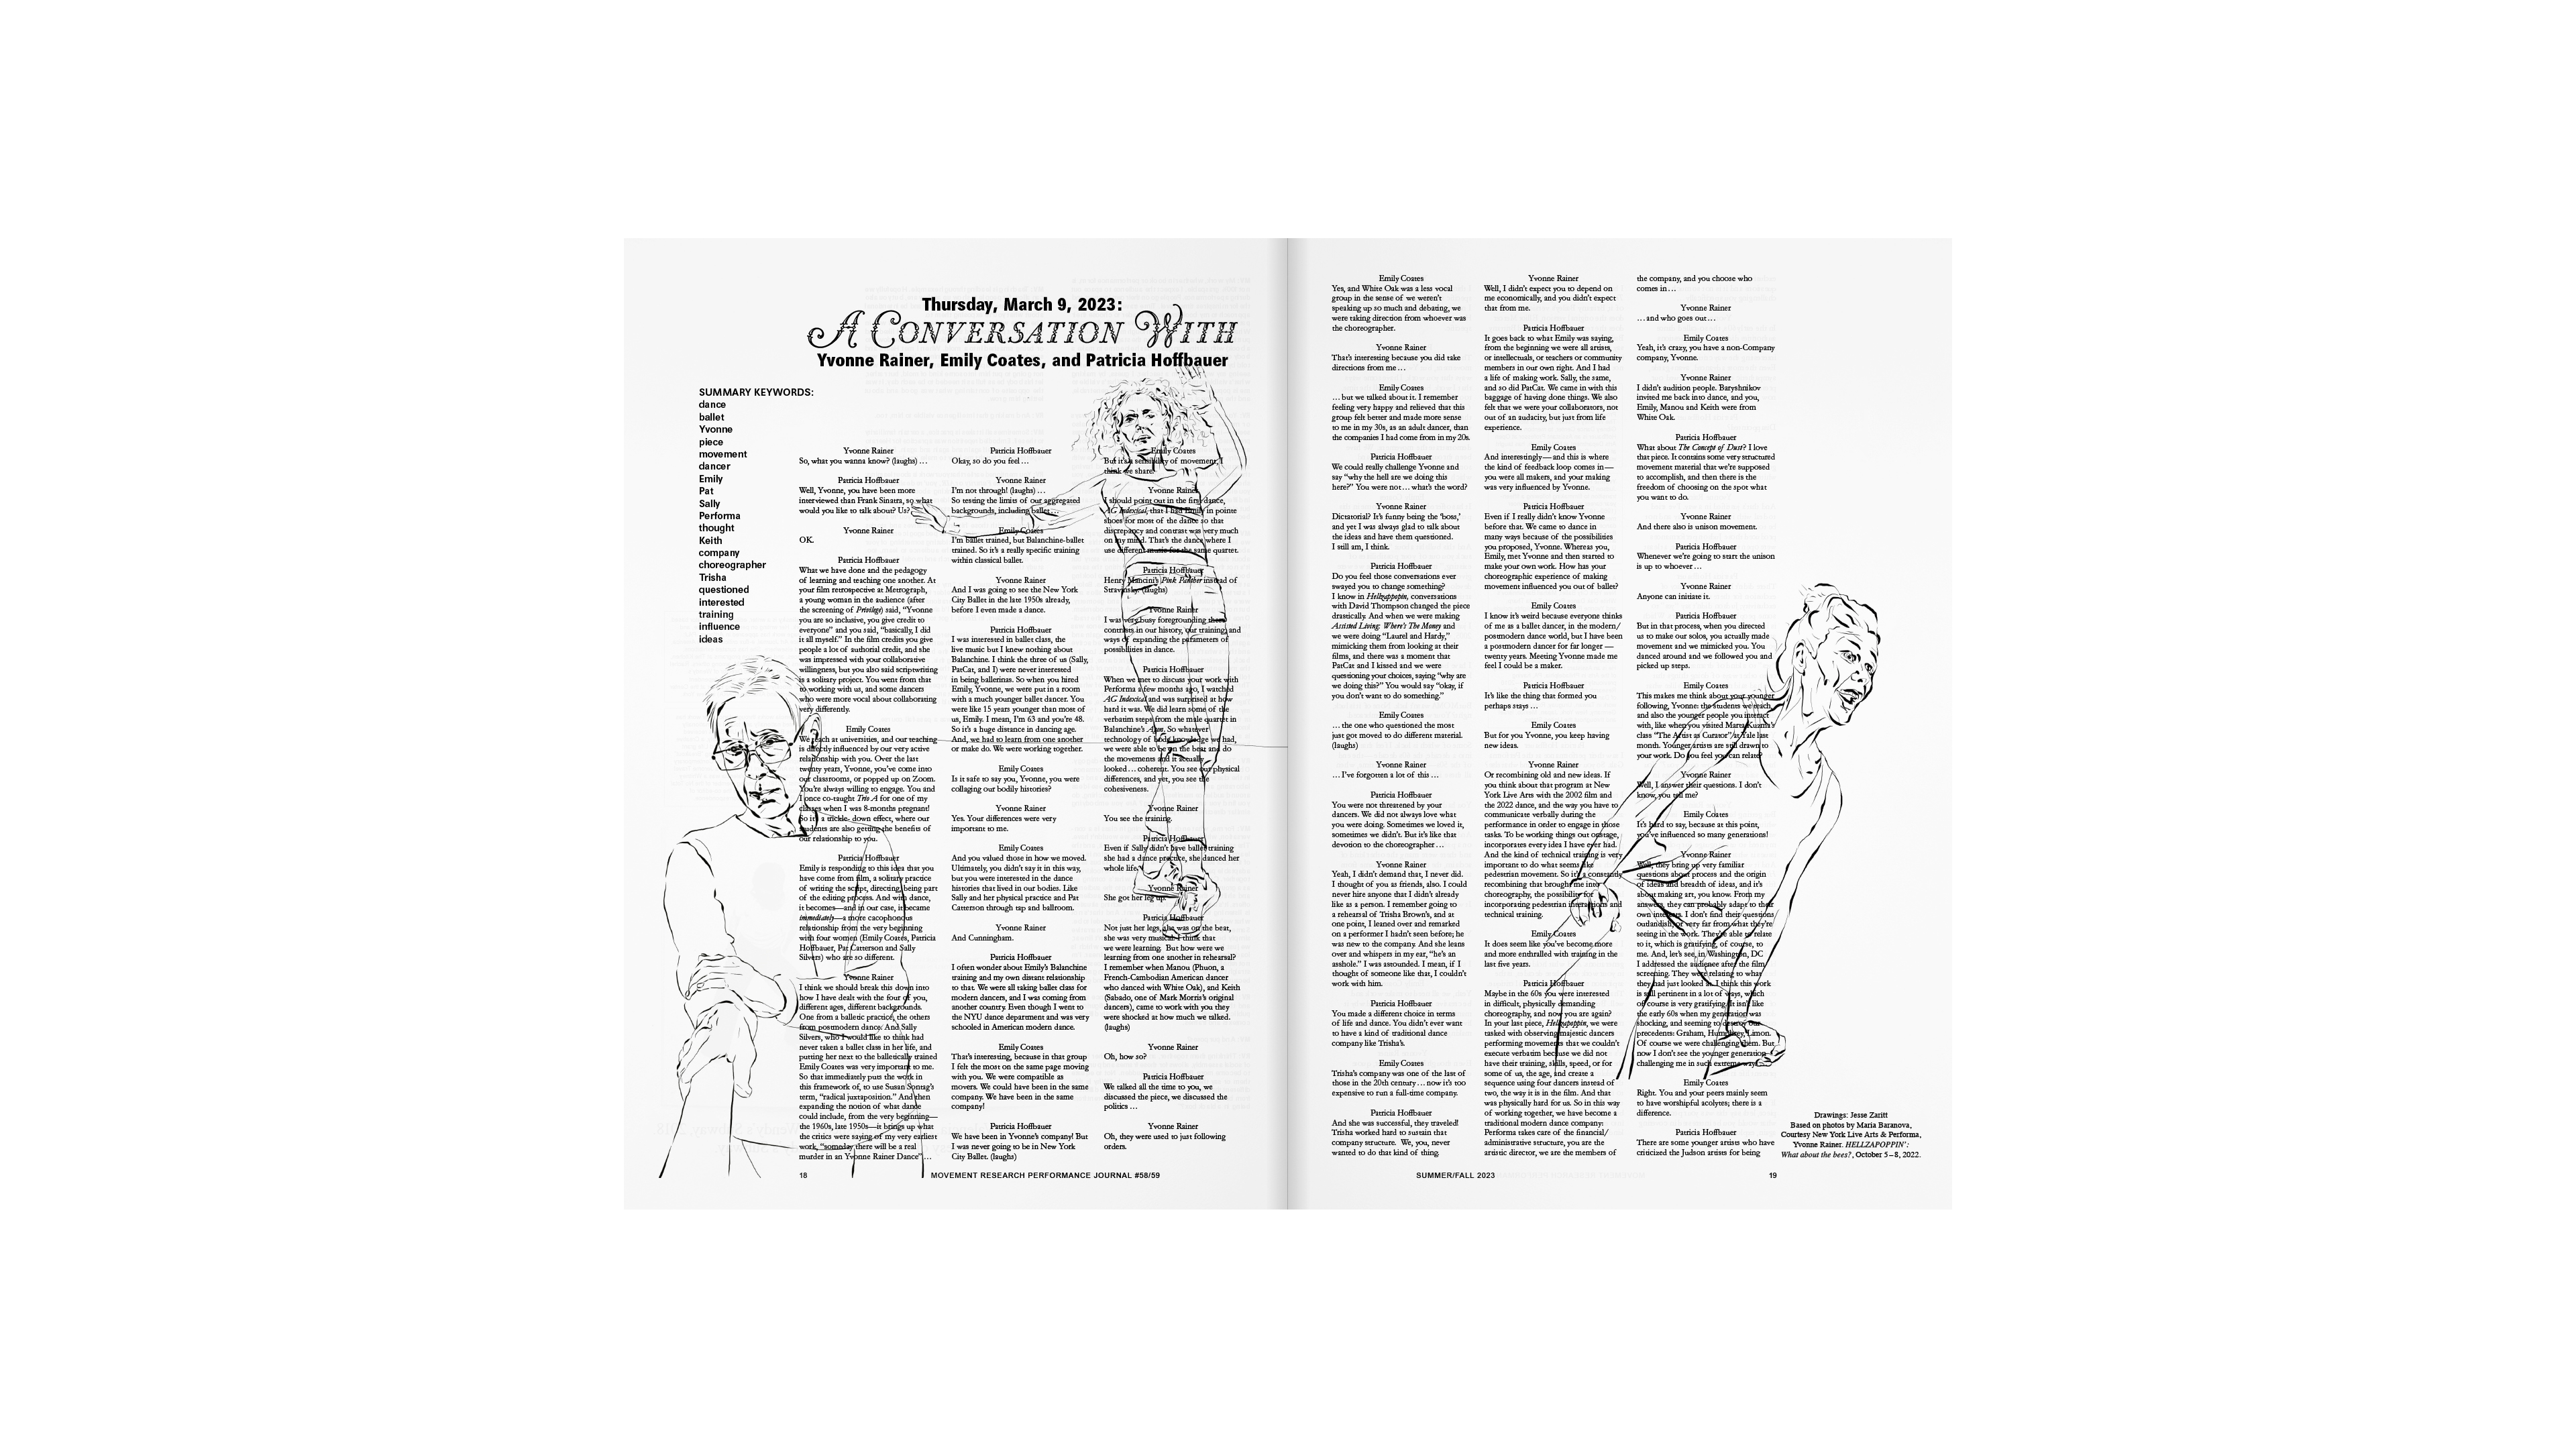 Thursday, March 9, 2023:
A Conversation With
Yvonne Rainer, Emily Coates, and Patricia Hoffbauer
SUMMARY KEYWORDS:
dance
ballet
Yvonne
piece
movement
dancer
Emily
Pat
Sally
Performa
thought
Keith
company
choreographer
Trisha
questioned
interested
training
influence
ideas
Yvonne Rainer
So, what you wanna know? (laughs) …
Patricia Hoffbauer
Well, Yvonne, you have been more
interviewed than Frank Sinatra, so what
would you like to talk about? Us?
Yvonne Rainer
OK.
Patricia Hoffbauer
What we have done and the pedagogy
of learning and teaching one another. At
your film retrospective at Metrograph,
a young woman in the audience (after
the screening of Privilege) said, “Yvonne
you are so inclusive, you give credit to
everyone” and you said, “basically, I did
it all myself.” In the film credits you give
people a lot of authorial credit, and she
was impressed with your collaborative
willingness, but you also said scriptwriting
is a solitary project. You went from that
to working with us, and some dancers
who were more vocal about collaborating
very differently.
Emily Coates
We teach at universities, and our teaching
is directly influenced by our very active
relationship with you. Over the last
twenty years, Yvonne, you’ve come into
our classrooms, or popped up on Zoom.
You’re always willing to engage. You and
I once co-taught Trio A for one of my
classes when I was 8-months pregnant!
So it’s a trickle- down effect, where our
students are also getting the benefits of
our relationship to you.
Patricia Hoffbauer
Emily is responding to this idea that you
have come from film, a solitary practice
of writing the script, directing, being part
of the editing process. And with dance,
it becomes—and in our case, it became
immediately—a more cacophonous
relationship from the very beginning
with four women (Emily Coates, Patricia
Hoffbauer, Pat Catterson and Sally
Silvers) who are so different.
Yvonne Rainer
I think we should break this down into
how I have dealt with the four of you,
different ages, different backgrounds.
One from a balletic practice, the others
from postmodern dance. And Sally
Silvers, who I would like to think had
never taken a ballet class in her life, and
putting her next to the balletically trained
Emily Coates was very important to me.
So that immediately puts the work in
this framework of, to use Susan Sontag’s
term, “radical juxtaposition.” And then
expanding the notion of what dance
could include, from the very beginning—
the 1960s, late 1950s—it brings up what
the critics were saying of my very earliest
work, “someday there will be a real
murder in an Yvonne Rainer Dance” …
Patricia Hoffbauer
Okay, so do you feel …
Yvonne Rainer
I’m not through! (laughs) …
So testing the limits of our aggregated
backgrounds, including ballet …
Emily Coates
I’m ballet trained, but Balanchine-ballet
trained. So it’s a really specific training
within classical ballet.
Yvonne Rainer
And I was going to see the New York
City Ballet in the late 1950s already,
before I even made a dance.
Patricia Hoffbauer
I was interested in ballet class, the
live music but I knew nothing about
Balanchine. I think the three of us (Sally,
PatCat, and I) were never interested
in being ballerinas. So when you hired
Emily, Yvonne, we were put in a room
with a much younger ballet dancer. You
were like 15 years younger than most of
us, Emily. I mean, I’m 63 and you’re 48.
So it’s a huge distance in dancing age.
And, we had to learn from one another
or make do. We were working together.
Emily Coates
Is it safe to say you, Yvonne, you were
collaging our bodily histories?
Yvonne Rainer
Yes. Your differences were very
important to me.
Emily Coates
And you valued those in how we moved.
Ultimately, you didn’t say it in this way,
but you were interested in the dance
histories that lived in our bodies. Like
Sally and her physical practice and Pat
Catterson through tap and ballroom.
Yvonne Rainer
And Cunningham.
Patricia Hoffbauer
I often wonder about Emily’s Balanchine
training and my own distant relationship
to that. We were all taking ballet class for
modern dancers, and I was coming from
another country. Even though I went to
the NYU dance department and was very
schooled in American modern dance.
Emily Coates
That’s interesting, because in that group
I felt the most on the same page moving
with you. We were compatible as
movers. We could have been in the same
company. We have been in the same
company!
Patricia Hoffbauer
We have been in Yvonne’s company! But
I was never going to be in New York
City Ballet. (laughs)
Emily Coates
But it’s a sensibility of movement, I
think we share.
Yvonne Rainer
I should point out in the first dance,
AG Indexical, that I had Emily in pointe
shoes for most of the dance so that
discrepancy and contrast was very much
on my mind. That’s the dance where I
use different music for the same quartet.
Patricia Hoffbauer
Henry Mancini’s Pink Panther instead of
Stravinsky. (laughs)
Yvonne Rainer
I was very busy foregrounding these
contrasts in our history, our training, and
ways of expanding the parameters of
possibilities in dance.
Patricia Hoffbauer
When we met to discuss your work with
Performa a few months ago, I watched
AG Indexical and was surprised at how
hard it was. We did learn some of the
verbatim steps from the male quartet in
Balanchine’s Agon. So whatever
technology of body knowledge we had,
we were able to be on the beat and do
the movements and it actually
looked … coherent. You see our physical
differences, and yet, you see the
cohesiveness.
Yvonne Rainer
You see the training.
Patricia Hoffbauer
Even if Sally didn’t have ballet training
she had a dance practice, she danced her
whole life.
Yvonne Rainer
She got her leg up.
Patricia Hoffbauer
Not just her legs, she was on the beat,
she was very musical. I think that
we were learning. But how were we
learning from one another in rehearsal?
I remember when Manou (Phuon, a
French-Cambodian American dancer
who danced with White Oak), and Keith
(Sabado, one of Mark Morris’s original
dancers), came to work with you they
were shocked at how much we talked.
(laughs)
Yvonne Rainer
Oh, how so?
Patricia Hoffbauer
We talked all the time to you, we
discussed the piece, we discussed the
politics …
Yvonne Rainer
Oh, they were used to just following
orders.
18
MOVEMENT RESEARCH PERFORMANCE JOURNAL #58/59
Emily Coates
Yes, and White Oak was a less vocal
group in the sense of we weren’t
speaking up so much and debating, we
were taking direction from whoever was
the choreographer.
Yvonne Rainer
That’s interesting because you did take
directions from me …
Emily Coates
… but we talked about it. I remember
feeling very happy and relieved that this
group felt better and made more sense
to me in my 30s, as an adult dancer, than
the companies I had come from in my 20s.
Patricia Hoffbauer
We could really challenge Yvonne and
say “why the hell are we doing this
here?” You were not … what’s the word?
Yvonne Rainer
Dictatorial? It’s funny being the ‘boss,’
and yet I was always glad to talk about
the ideas and have them questioned.
I still am, I think.
Patricia Hoffbauer
Do you feel those conversations ever
swayed you to change something?
I know in Hellzapoppin, conversations
with David Thompson changed the piece
drastically. And when we were making
Assisted Living: Where’s The Money and
we were doing “Laurel and Hardy,”
mimicking them from looking at their
films, and there was a moment that
PatCat and I kissed and we were
questioning your choices, saying “why are
we doing this?” You would say “okay, if
you don’t want to do something.”
Emily Coates
… the one who questioned the most
just got moved to do different material.
(laughs)
Yvonne Rainer
… I’ve forgotten a lot of this …
Patricia Hoffbauer
You were not threatened by your
dancers. We did not always love what
you were doing. Sometimes we loved it,
sometimes we didn’t. But it’s like that
devotion to the choreographer …
Yvonne Rainer
Yeah, I didn’t demand that, I never did.
I thought of you as friends, also. I could
never hire anyone that I didn’t already
like as a person. I remember going to
a rehearsal of Trisha Brown’s, and at
one point, I leaned over and remarked
on a performer I hadn’t seen before; he
was new to the company. And she leans
over and whispers in my ear, “he’s an
asshole.” I was astounded. I mean, if I
thoughts of someone like that, I couldn’t
work with him.
Patricia Hoffbauer
You made a different choice in terms
of life and dance. You didn’t ever want
to have a kind of traditional dance
company like Trisha’s.
Emily Coates
Trisha’s company was one of the last of
those in the 20th century … now it’s too
expensive to run a full-time company.
Patricia Hoffbauer
And she was successful, they traveled!
Trisha worked hard to sustain that
company structure. We, you, never
wanted to do that kind of thing.
Yvonne Rainer
Well, I didn’t expect you to depend on
me economically, and you didn’t expect
that from me.
Patricia Hoffbauer
It goes back to what Emily was saying,
from the beginning we were all artists,
or intellectuals, or teachers or community
members in our own right. And I had
a life of making work. Sally, the same,
and so did PatCat. We came in with this
baggage of having done things. We also
felt that we were your collaborators, not
out of an audacity, but just from life
experience.
Emily Coates
And interestingly—and this is where
the kind of feedback loop comes in—
you were all makers, and your making
was very influenced by Yvonne.
Patricia Hoffbauer
Even if I really didn’t know Yvonne
before that. We came to dance in
many ways because of the possibilities
you proposed, Yvonne. Whereas you,
Emily, met Yvonne and then started to
make your own work. How has your
choreographic experience of making
movement influenced you out of ballet?
Emily Coates
I know it’s weird because everyone thinks
of me as a ballet dancer, in the modern/
postmodern dance world, but I have been
a postmodern dancer for far longer —
twenty years. Meeting Yvonne made me
feel I could be a maker.
Patricia Hoffbauer
It’s like the thing that formed you
perhaps stays …
Emily Coates
But for you Yvonne, you keep having
new ideas.
Yvonne Rainer
Or recombining old and new ideas. If
you think about that program at New
York Live Arts with the 2002 film and
the 2022 dance, and the way you have to
communicate verbally during the
performance in order to engage in those
tasks. To be working things out onstage,
incorporates every idea I have ever had.
And the kind of technical training is very
important to do what seems like
pedestrian movement. So it’s a constantly
recombining that brought me into
choreography, the possibility for
incorporating pedestrian interactions and
technical training.
Emily Coates
It does seem like you’ve become more
and more enthralled with training in the
last five years.
Patricia Hoffbauer
Maybe in the 60s you were interested
in difficult, physically demanding
choreography, and now you are again?
In your last piece, Hellzapoppin, we were
tasked with observing majestic dancers
performing movements that we couldn’t
execute verbatim because we did not
have their training, skills, speed, or for
some of us, the age, and create a
sequence using four dancers instead of
two, the way it is in the film. And that
was physically hard for us. So in this way
of working together, we have become a
traditional modern dance company:
Performa takes care of the financial/
administrative structure, you are the
artistic director, we are the members of
the company, and you choose who
comes in …
Yvonne Rainer
… and who goes out …
Emily Coates
Yeah, it’s crazy, you have a non-Company
company, Yvonne.
Yvonne Rainer
I didn’t audition people. Baryshnikov
invited me back into dance, and you,
Emily, Manou and Keith were from
White Oak.
Patricia Hoffbauer
What about The Concept of Dust? I love
that piece. It contains some very structured
movement material that we’re supposed
to accomplish, and then there is the
freedom of choosing on the spot what
you want to do.
Yvonne Rainer
And there also is unison movement.
Patricia Hoffbauer
Whenever we’re going to start the unison
is up to whoever …
Yvonne Rainer
Anyone can initiate it.
Patricia Hoffbauer
But in that process, when you directed
us to make our solos, you actually made
movement and we mimicked you. You
danced around and we followed you and
picked up steps.
Emily Coates
This makes me think about your younger
following, Yvonne: the students we teach,
and also the younger people you interact
with, like when you visited Marta Kuzma’s
class “The Artist as Curator” at Yale last
month. Younger artists are still drawn to
your work. Do you feel you can relate?
Yvonne Rainer
Well, I answer their questions. I don’t
know, you tell me?
Emily Coates
It’s hard to say, because at this point,
you’ve influenced so many generations!
Yvonne Rainer
Well, they bring up very familiar
questions about process and the origin
of ideas and breadth of ideas, and it’s
about making art, you know. From my
answers, they can probably adapt to their
own interests. I don’t find their questions
outlandish, or very far from what they’re
seeing in the work. They’re able to relate
to it, which is gratifying, of course, to
me. And, let’s see, in Washington, DC
I addressed the audience after the film
screening. They were relating to what
they had just looked at. I think this work
is still pertinent in a lot of ways, which
of course is very gratifying. It isn’t like
the early 60s when my generation was
shocking, and seeming to destroy our
precedents: Graham, Humphrey, Limon.
Of course we were challenging them. But
now I don’t see the younger generation
challenging me in such extreme ways.
Emily Coates
Right. You and your peers mainly seem
to have worshipful acolytes; there is a
difference.
Patricia Hoffbauer
There are some younger artists who have
criticized the Judson artists for being
Drawings: Jesse Zaritt
Based on photos by Maria Baranova,
Courtesy New York Live Arts & Performa,
Yvonne Rainer. HELLZAPOPPIN’:
What about the bees?, October 5–8, 2022.
SUMMER/FALL 2023
19